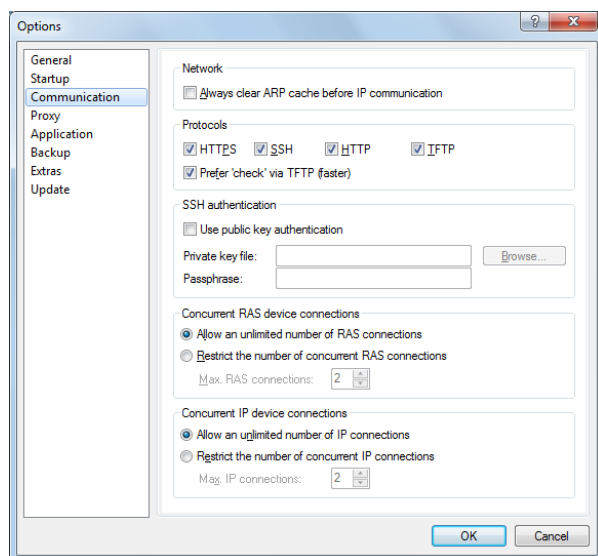 Options
General
Startup
Communication
Proxy
Application
Backup
Extras
Update
Network
Always clear ARP cache before IP communication
Protocols
HTTPS SSH HTTP TFTP
Prefer 'check' via TFTP (faster)
SSH authentication
Use public key authentication
Private key file: Browse...
Passphrase:
Concurrent RAS device connections
Allow an unlimited number of RAS connections
Restrict the number of concurrent RAS connections
Max. RAS connections: 2
Concurrent IP device connections
Allow an unlimited number of IP connections
Restrict the number of concurrent IP connections
Max. IP connections: 2
OK Cancel